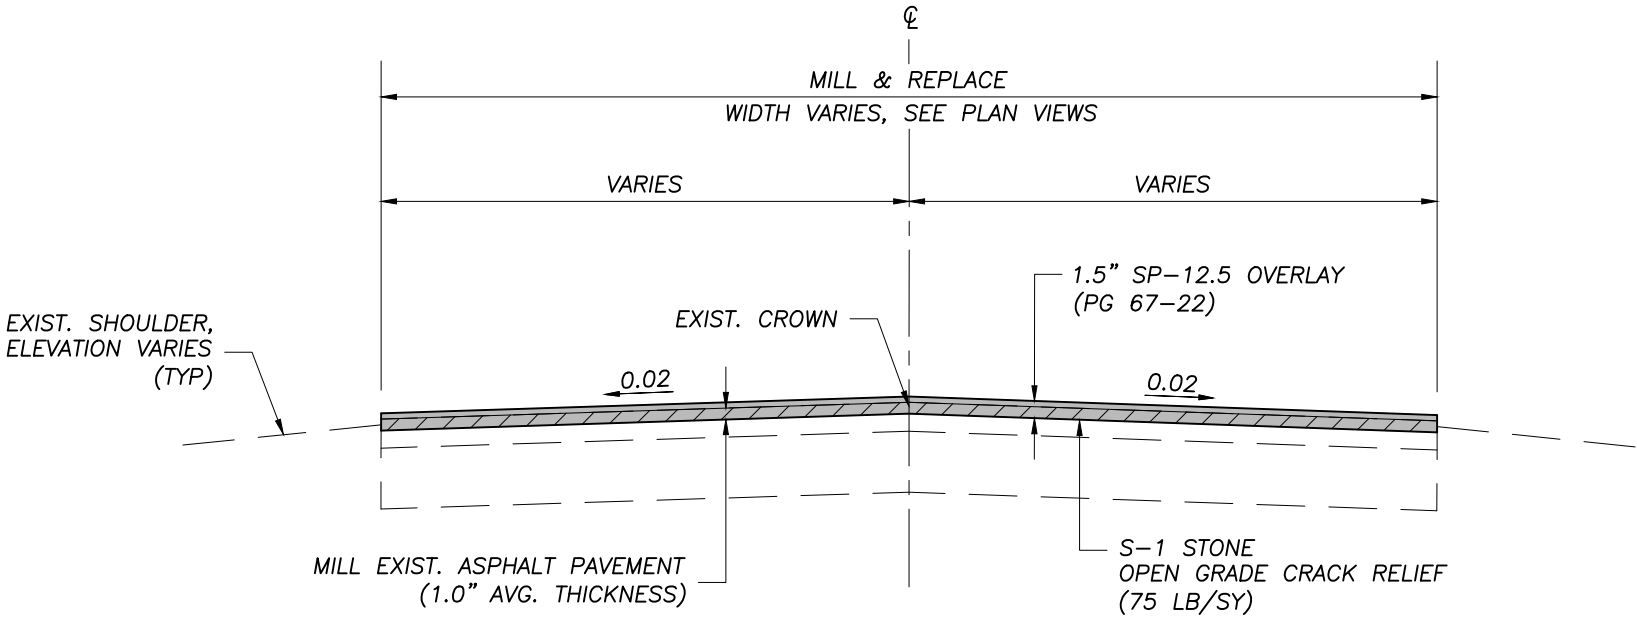 ℄
MILL & REPLACE
WIDTH VARIES, SEE PLAN VIEWS
VARIES
VARIES
1.5” SP-12.5 OVERLAY
(PG 67-22)
EXIST. CROWN
EXIST. SHOULDER,
ELEVATION VARIES
(TYP)
0.02
0.02
MILL EXIST. ASPHALT PAVEMENT
(1.0” AVG. THICKNESS)
S-1 STONE
OPEN GRADE CRACK RELIEF
(75 LB/SY)